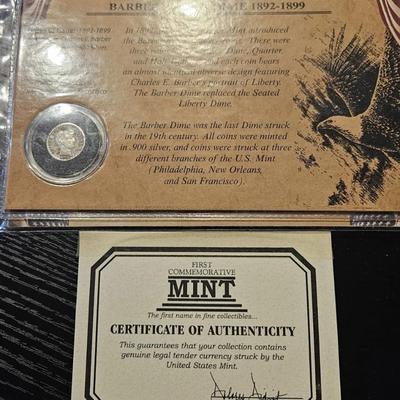 BARBER DIME 1892-1899
In 1892, the Mint introduced
the Barber There were
three Dime, Quarter,
and Half and each coin bears
an almost identical obverse design featuring
Charles E. Barber's portrait of Liberty.
The Barber Dime replaced the Seated
Liberty Dime.
The Barber Dime was the last Dime struck
in the 19th century. All coins were minted
in .900 silver, and coins were struck at three
different branches of the U.S. Mint
(Philadelphia, New Orleans,
and San Francisco).
FIRST
COMMEMORATIVE
MINT
The first name in fine collectibles...
CERTIFICATE OF AUTHENTICITY
This guarantees that your collection contains
genuine legal tender currency struck by the
United States Mint.